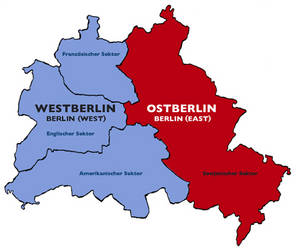 Französischer Sektor
WESTBERLIN
BERLIN (WEST)
OSTBERLIN
BERLIN (EAST)
Englischer Sektor
Amerikanischer Sektor
Sowjetischer Sektor